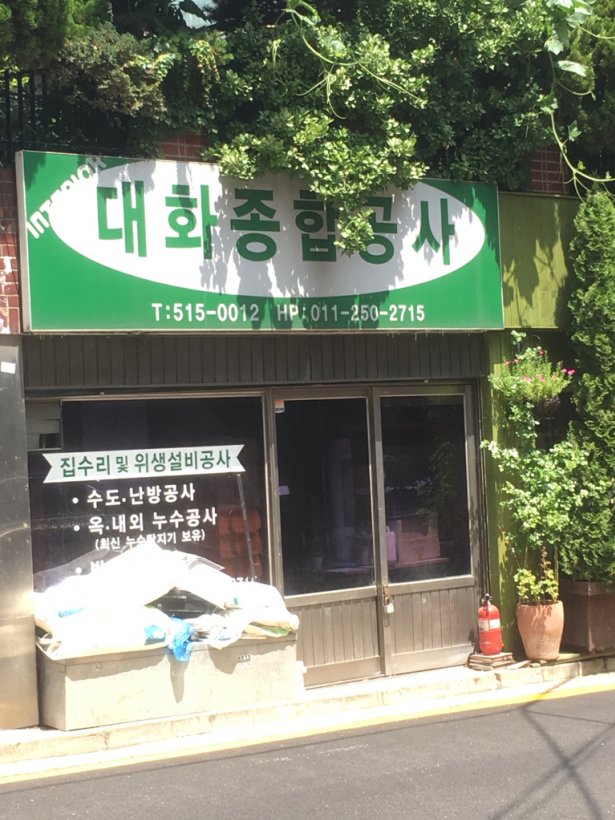 INTERIOR
대화종합공사
T:515-0012 HP:011-250-2715
집수리 및 위생설비공사
• 수도.난방공사
• 옥.내외 누수공사
(최신 누수탐지기 보유)